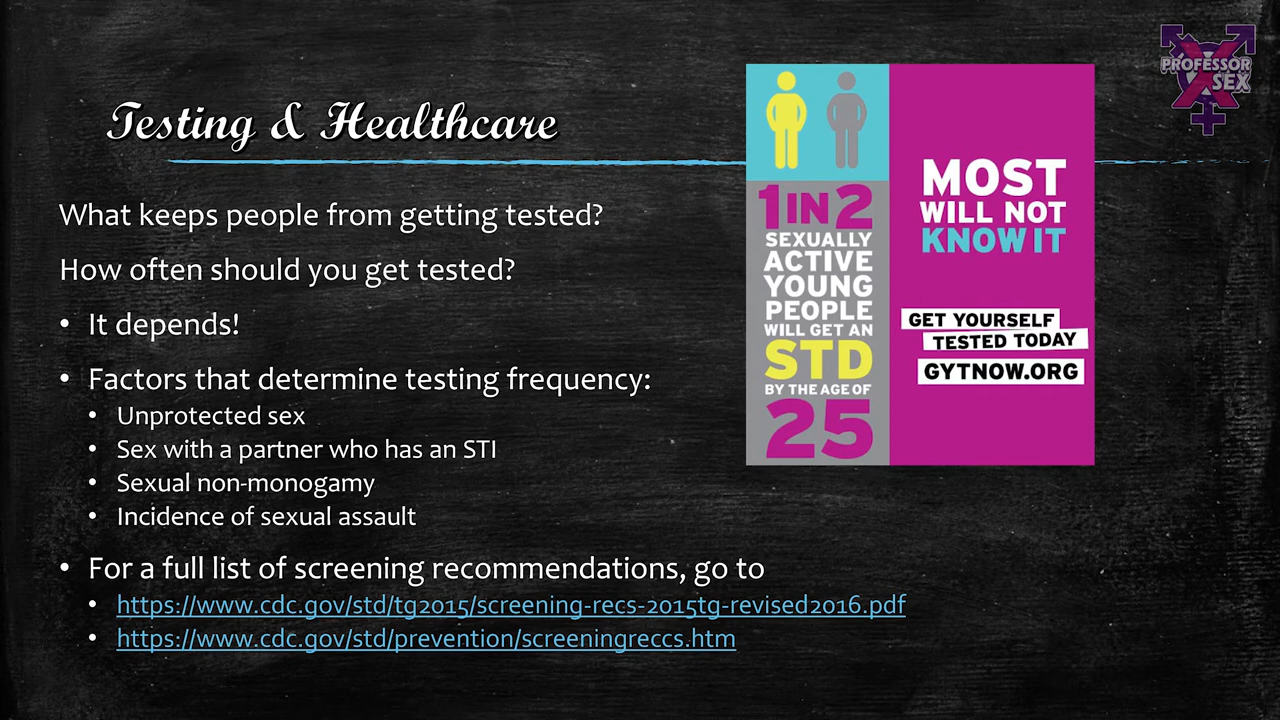 Testing & Healthcare
What keeps people from getting tested?
How often should you get tested?
• It depends!
• Factors that determine testing frequency:
• Unprotected sex
• Sex with a partner who has an STI
• Sexual non-monogamy
• Incidence of sexual assault
• For a full list of screening recommendations, go to
• https://www.cdc.gov/std/tg2015/screening-recs-2015tg-revised2016.pdf
• https://www.cdc.gov/std/prevention/screeningreccs.htm
1 IN 2
SEXUALLY
ACTIVE
YOUNG
PEOPLE
WILL GET AN
STD
BY THE AGE OF
25
MOST
WILL NOT
KNOW IT
GET YOURSELF
TESTED TODAY
GYTNOW.ORG
PROFESSOR
SEX